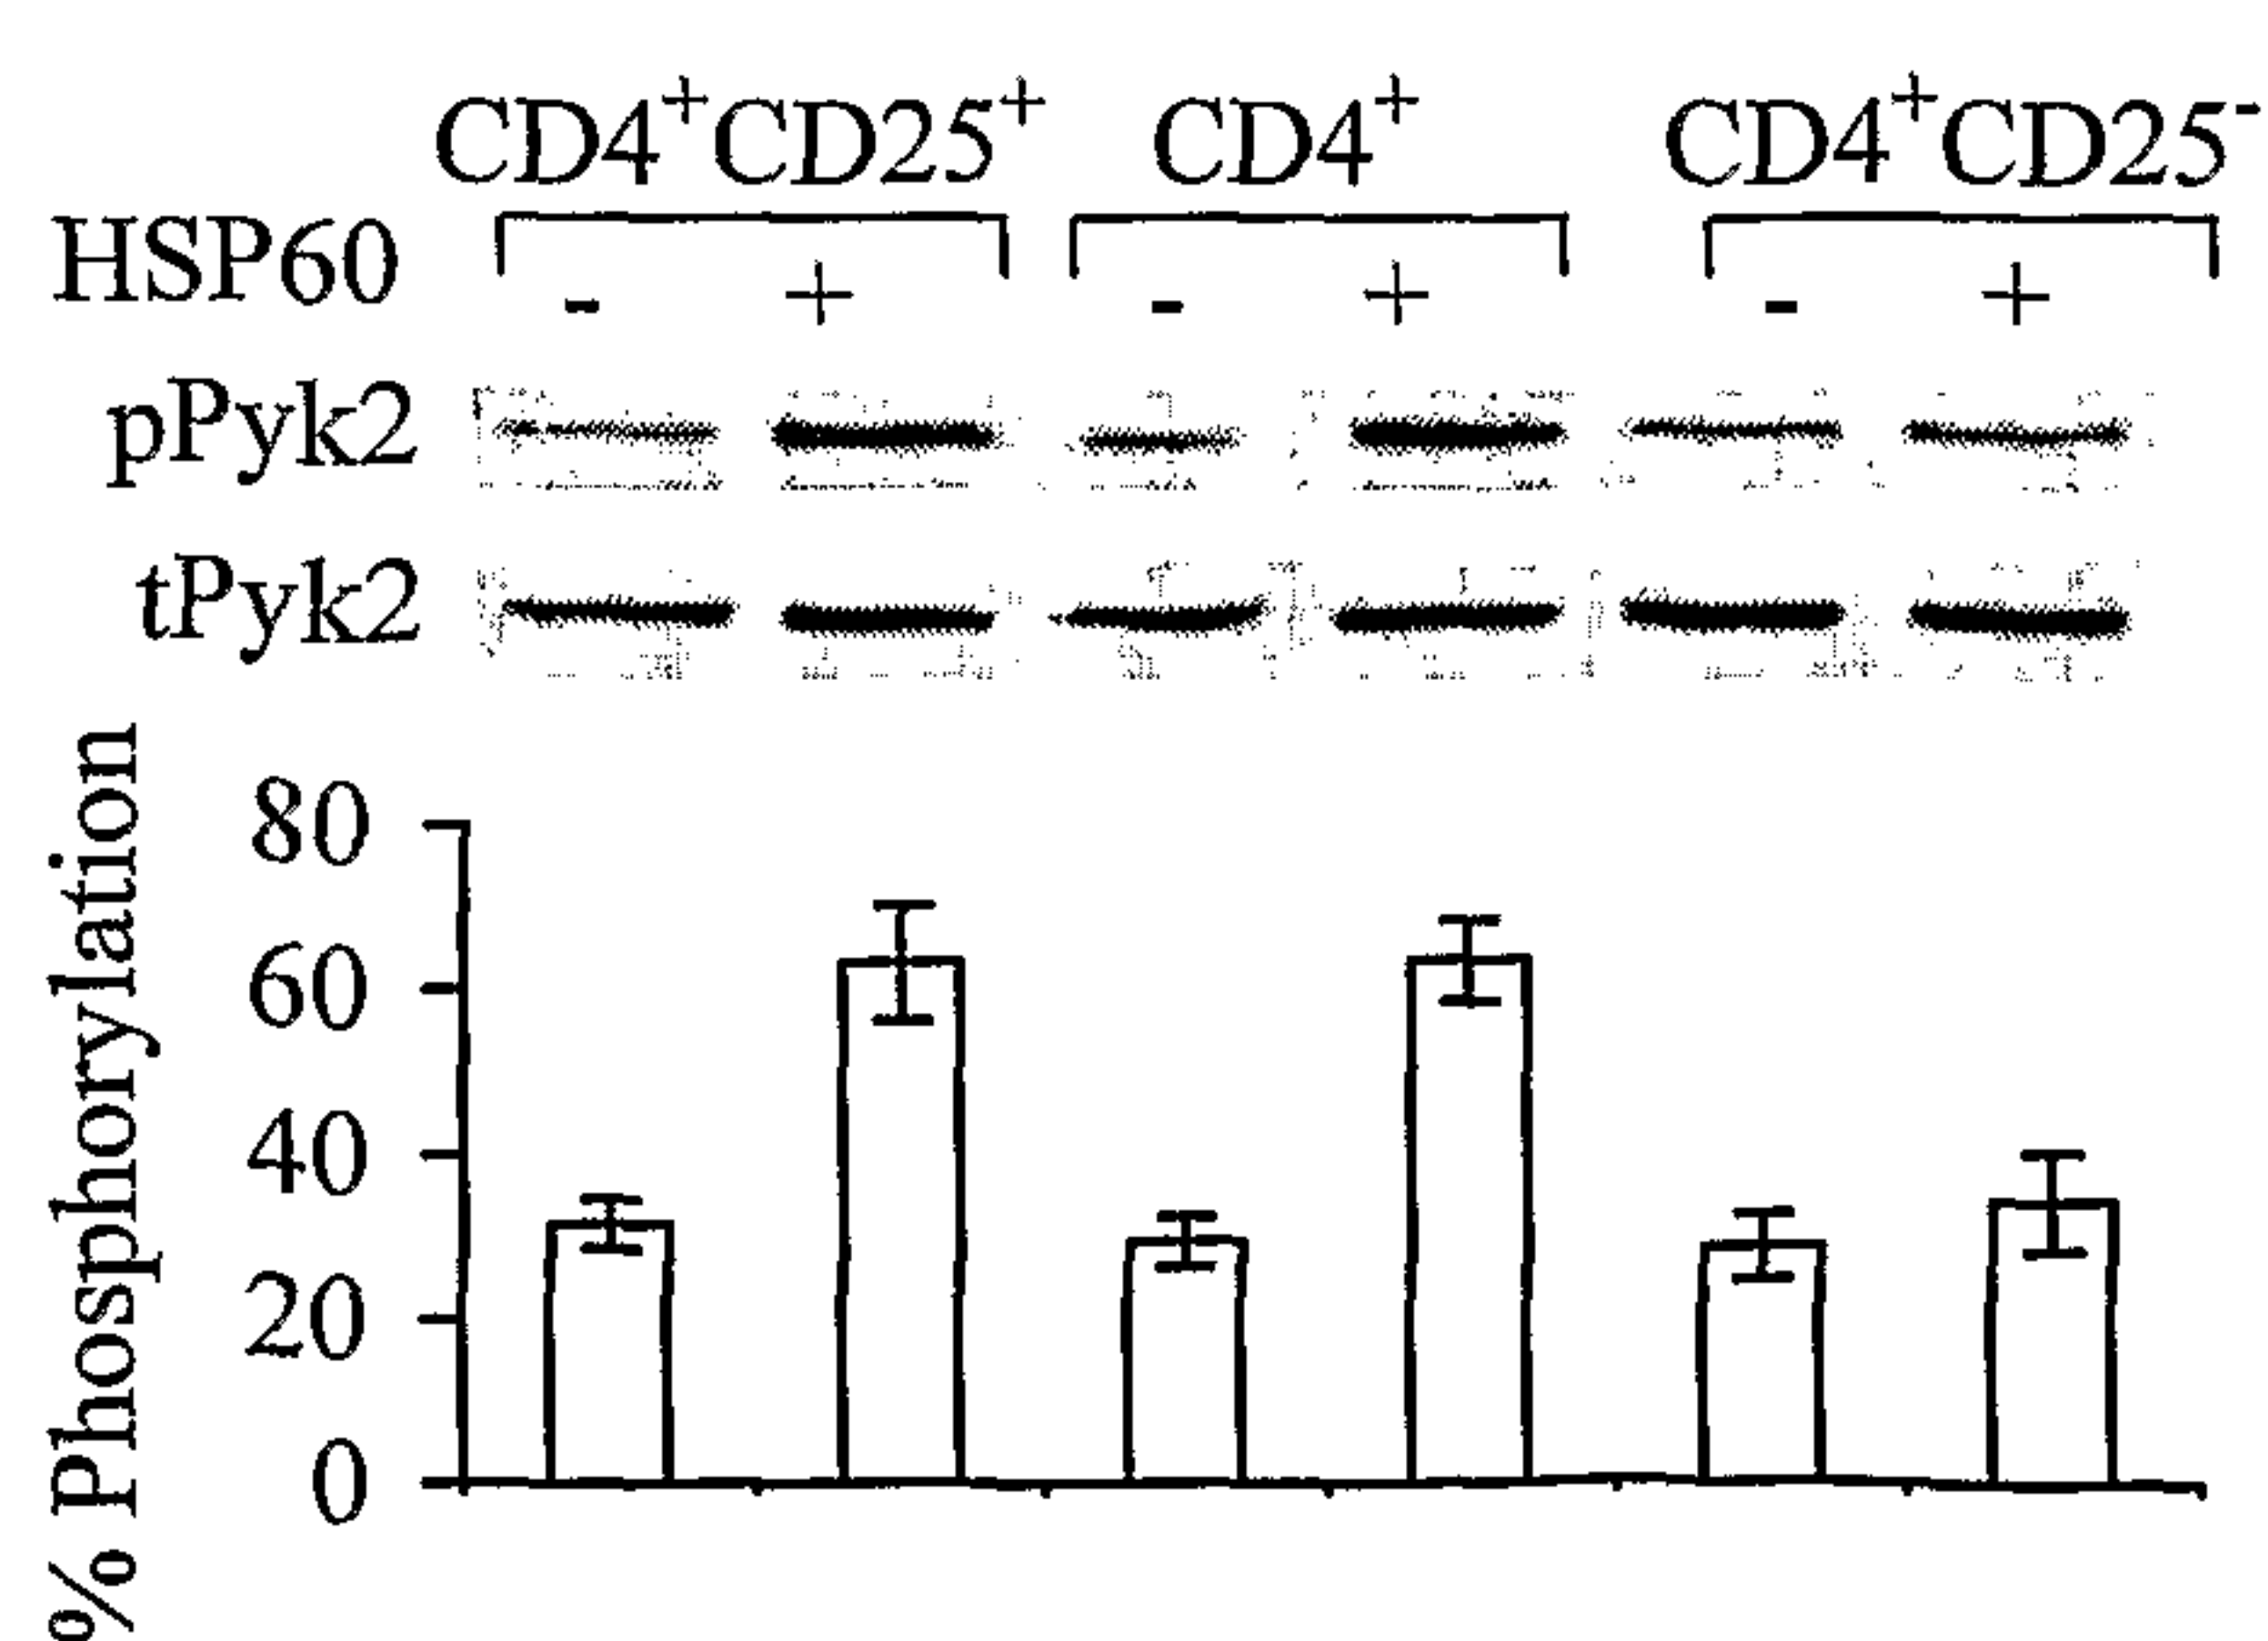 CD4⁺CD25⁺ CD4⁺ CD4⁺CD25⁻
HSP60 - + - + - +
pPyk2
tPyk2
% Phosphorylation
80
60
40
20
0